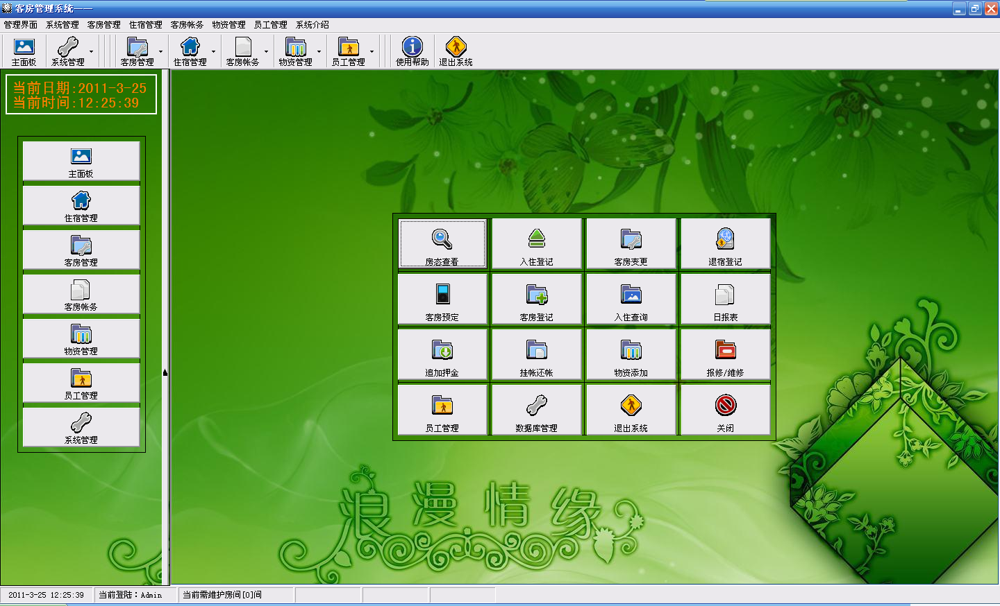 客房管理系统——
管理界面 系统管理 客房管理 住宿管理 客房帐务 物资管理 员工管理 系统介绍
主面板 系统管理 客房管理 住宿管理 客房帐务 物资管理 员工管理 使用帮助 退出系统
当前日期:2011-3-25
当前时间:12:25:39
主面板
住宿管理
客房管理
客房帐务
物资管理
员工管理
系统管理
房态查看 入住登记 客房变更 退宿登记
客房预定 客房登记 入住查询 日报表
追加押金 挂帐还帐 物资添加 报修/维修
员工管理 数据库管理 退出系统 关闭
浪漫情缘
2011-3-25 12:25:39 当前登陆：Admin 当前需维护房间[0]间